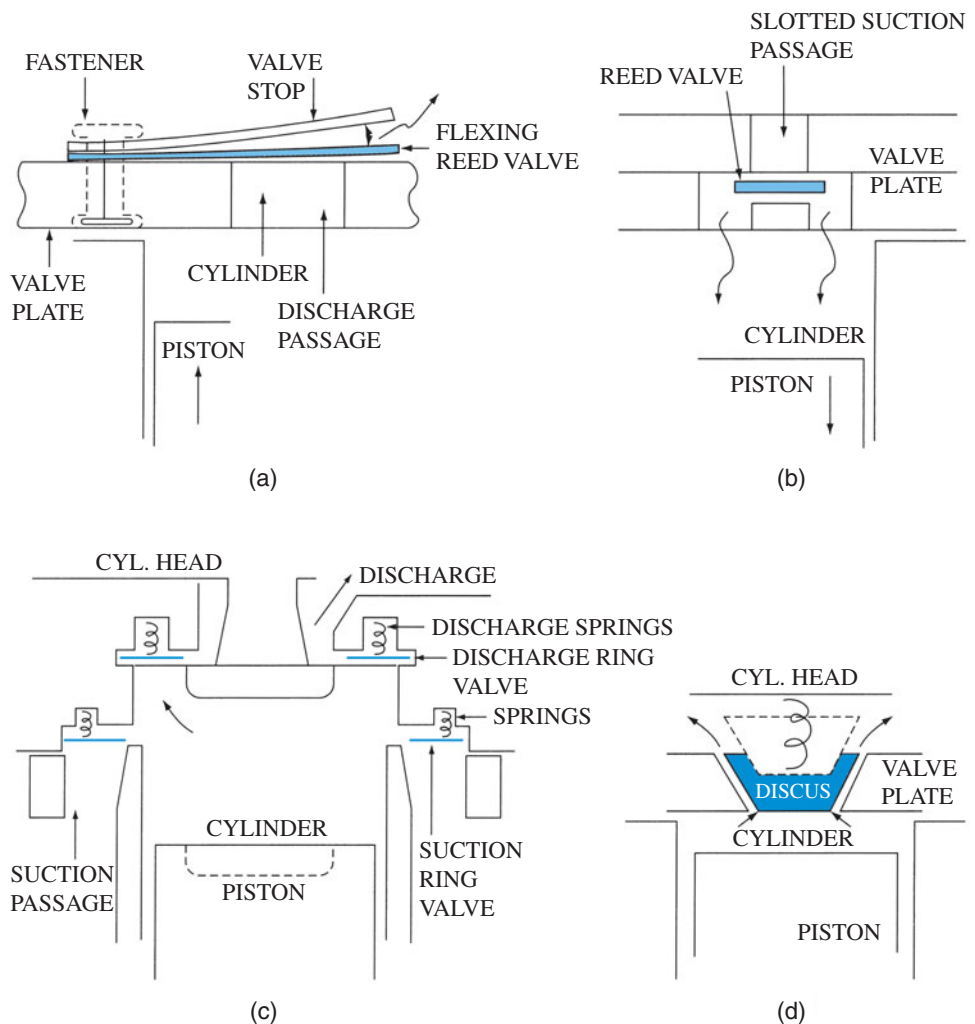 FASTENER
VALVE
STOP
FLEXING
REED VALVE
VALVE
PLATE
CYLINDER
DISCHARGE
PASSAGE
PISTON
(a)
SLOTTED SUCTION
PASSAGE
REED VALVE
VALVE
PLATE
CYLINDER
PISTON
(b)
CYL. HEAD
DISCHARGE
DISCHARGE SPRINGS
DISCHARGE RING
VALVE
SPRINGS
CYLINDER
PISTON
SUCTION
PASSAGE
SUCTION
RING
VALVE
(c)
CYL. HEAD
DISCUS
VALVE
PLATE
CYLINDER
PISTON
(d)